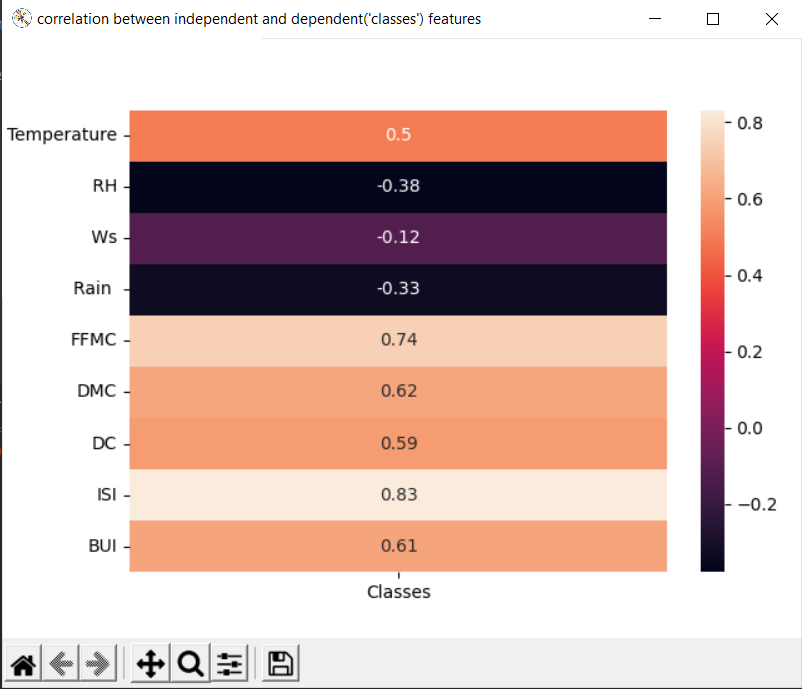 correlation between independent and dependent('classes') features
Temperature
0.5
RH
-0.38
Ws
-0.12
Rain
-0.33
FFMC
0.74
DMC
0.62
DC
0.59
ISI
0.83
BUI
0.61
Classes
0.8
0.6
0.4
0.2
0.0
−0.2